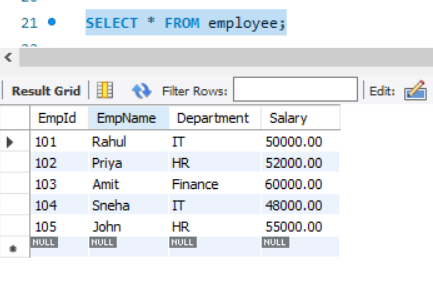 21 SELECT * FROM employee;
Result Grid Filter Rows: Edit:
EmpId EmpName Department Salary
101 Rahul IT 50000.00
102 Priya HR 52000.00
103 Amit Finance 60000.00
104 Sneha IT 48000.00
105 John HR 55000.00
NULL NULL NULL NULL